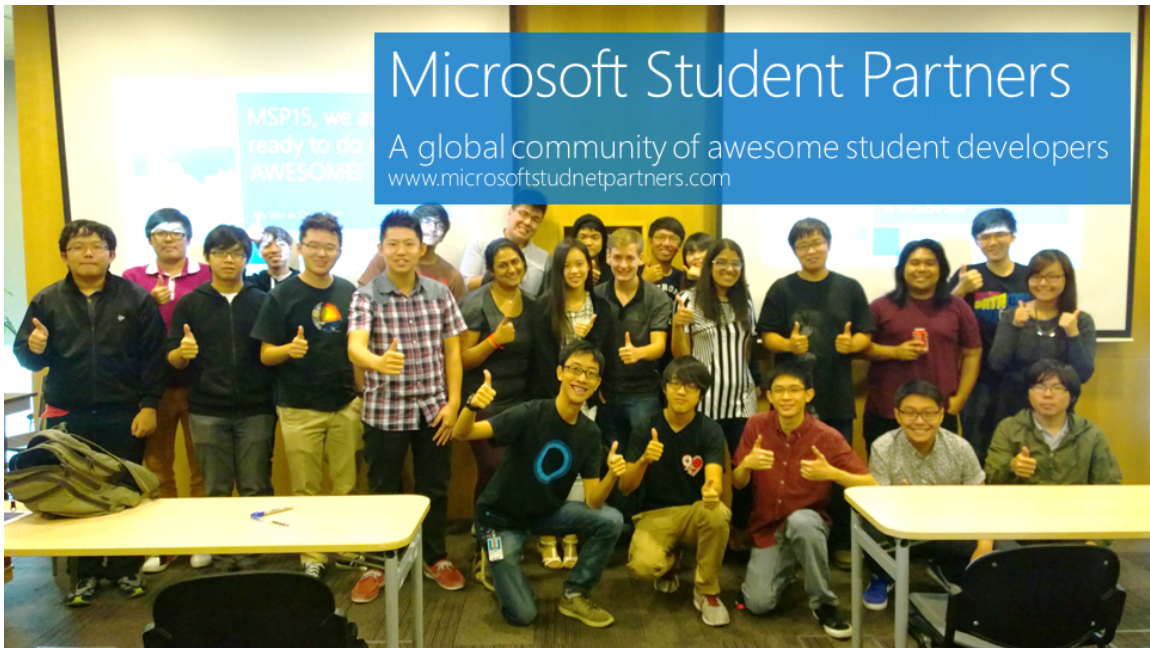 Microsoft Student Partners
A global community of awesome student developers
www.microsoftstudnetpartners.com
MSP15, we
ready to do
AWESOME!